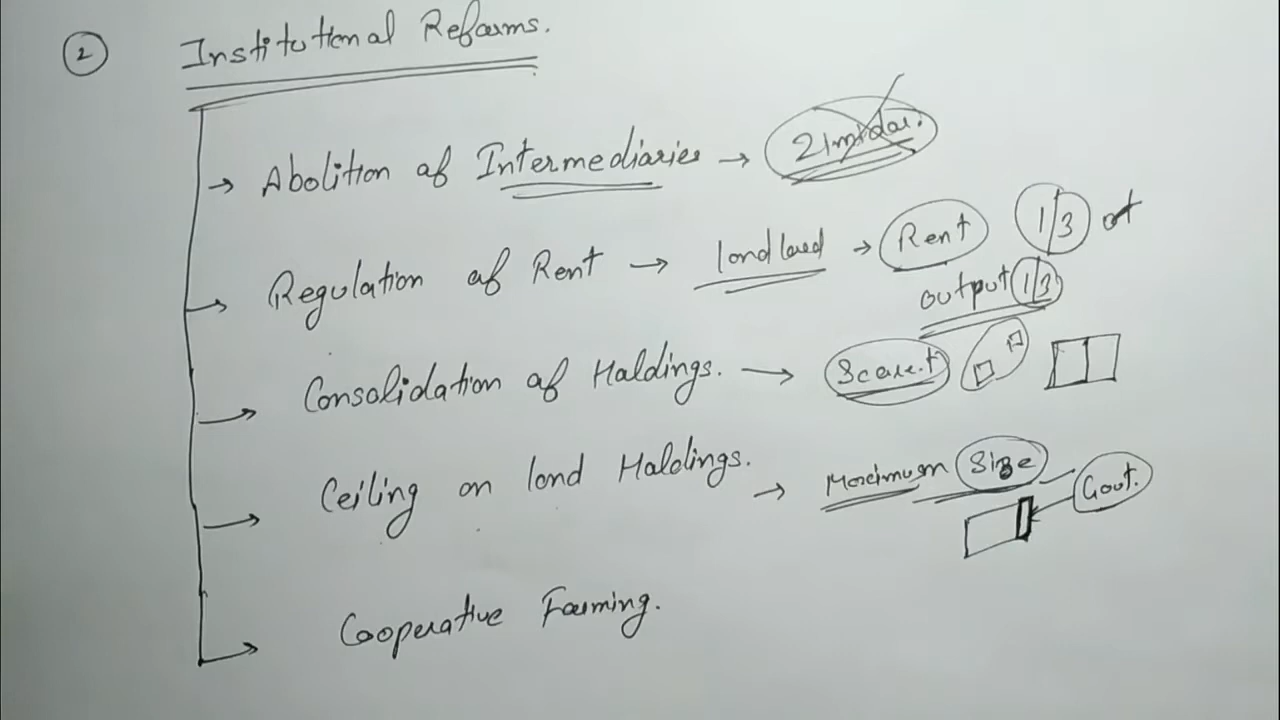 2 Institutional Reforms.
→ Abolition of Intermediaries → Zimidar.
→ Regulation of Rent → landlord → Rent 1/3 of
output 1/3
→ Consolidation of Holdings. →
→ Ceiling on land Holdings. → Maximum Size
Govt.
→ Cooperative Farming.